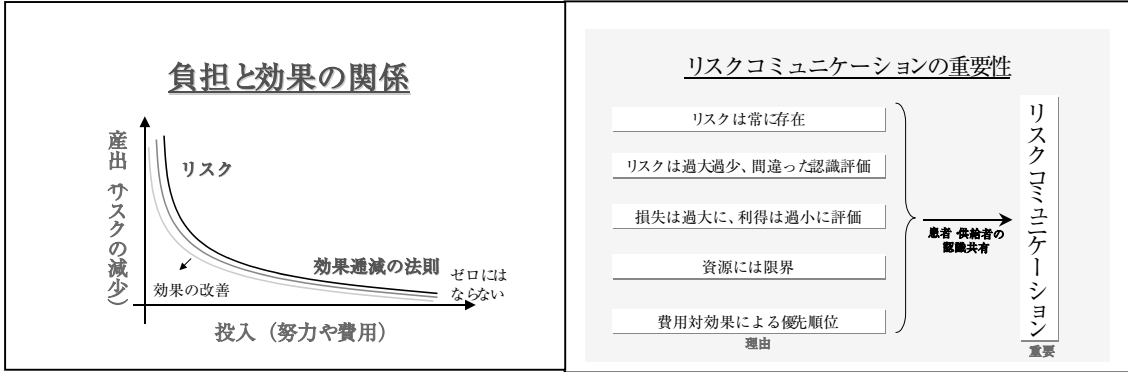 負担と効果の関係
産出（リスクの減少）
リスク
効果逓減の法則
ゼロには
ならない
効果の改善
投入（努力や費用）
リスクコミュニケーションの重要性
リスクは常に存在
リスクは過大過少、間違った認識評価
損失は過大に、利得は過小に評価
資源には限界
費用対効果による優先順位
理由
患者・供給者の
認識共有
リスクコミュニケーション
重要